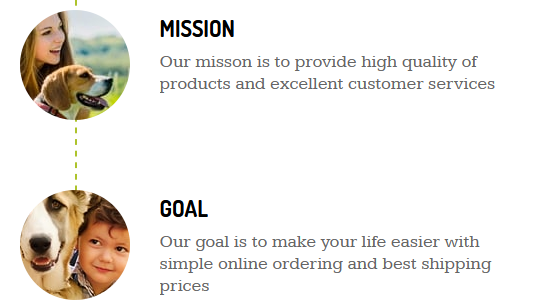 MISSION
Our misson is to provide high quality of
products and excellent customer services
GOAL
Our goal is to make your life easier with
simple online ordering and best shipping
prices